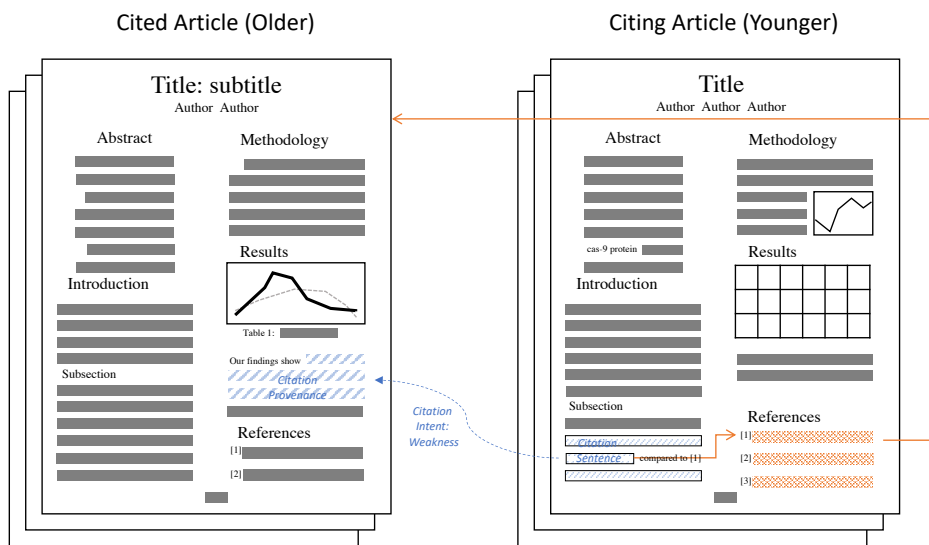 Cited Article (Older)
Title: subtitle
Author Author
Abstract
Introduction
Subsection
Methodology
Results
Table 1:
Our findings show
Citation
Provenance
References
[1]
[2]
Citation
Intent:
Weakness
Citing Article (Younger)
Title
Author Author Author
Abstract
cas-9 protein
Introduction
Subsection
Citation
Sentence
compared to [1]
Methodology
Results
References
[1]
[2]
[3]